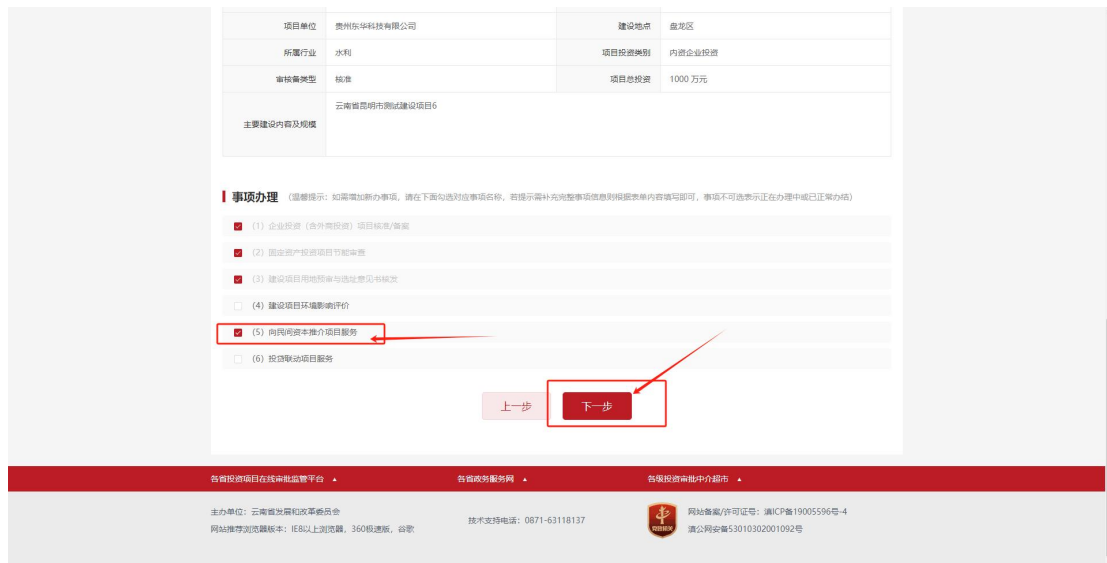 项目单位 贵州东华科技有限公司 建设地点 盘龙区
所属行业 水利 项目投资类别 内资企业投资
审核备类型 核准 项目总投资 1000 万元
云南省昆明市测试建设项目6
主要建设内容及规模
事项办理 （温馨提示：如需增加新办事项，请在下面勾选对应事项名称，若提示需补充完整事项信息则根据表单内容填写即可，事项不可选表示正在办理中或已正常办结）
（1）企业投资（含外商投资）项目核准/备案
（2）固定资产投资项目节能审查
（3）建设项目用地预审与选址意见书核发
（4）建设项目环境影响评价
（5）向民间资本推介项目服务
（6）投贷联动项目服务
上一步 下一步
各省投资项目在线审批监管平台 ▲ 各省政务服务网 ▲ 各级投资审批中介超市 ▲
主办单位：云南省发展和改革委员会
网站推荐浏览器版本：IE8以上浏览器，360极速版，谷歌
技术支持电话：0871-63118137
党政机关
网站备案/许可证号：滇ICP备19005596号-4
滇公网安备53010302001092号